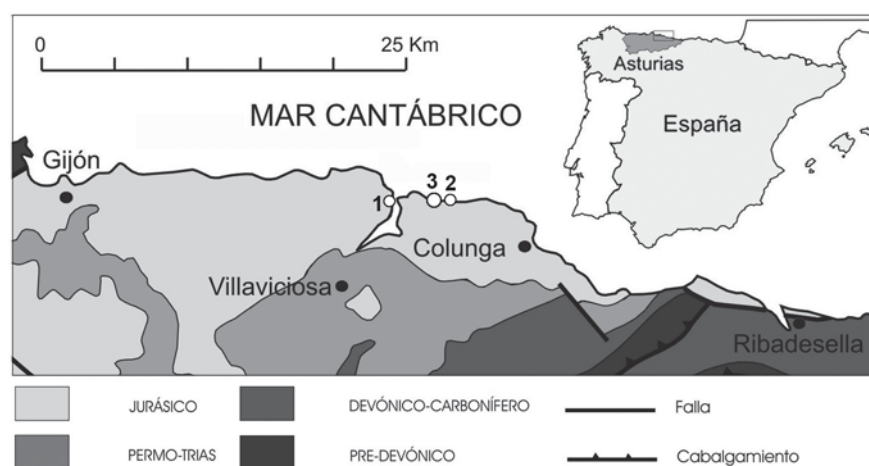 0
25 Km
MAR CANTÁBRICO
Asturias
España
Gijón
1
3
2
Colunga
Villaviciosa
Ribadesella
JURÁSICO
DEVÓNICO-CARBONÍFERO
Falla
PERMO-TRIAS
PRE-DEVÓNICO
Cabalgamiento